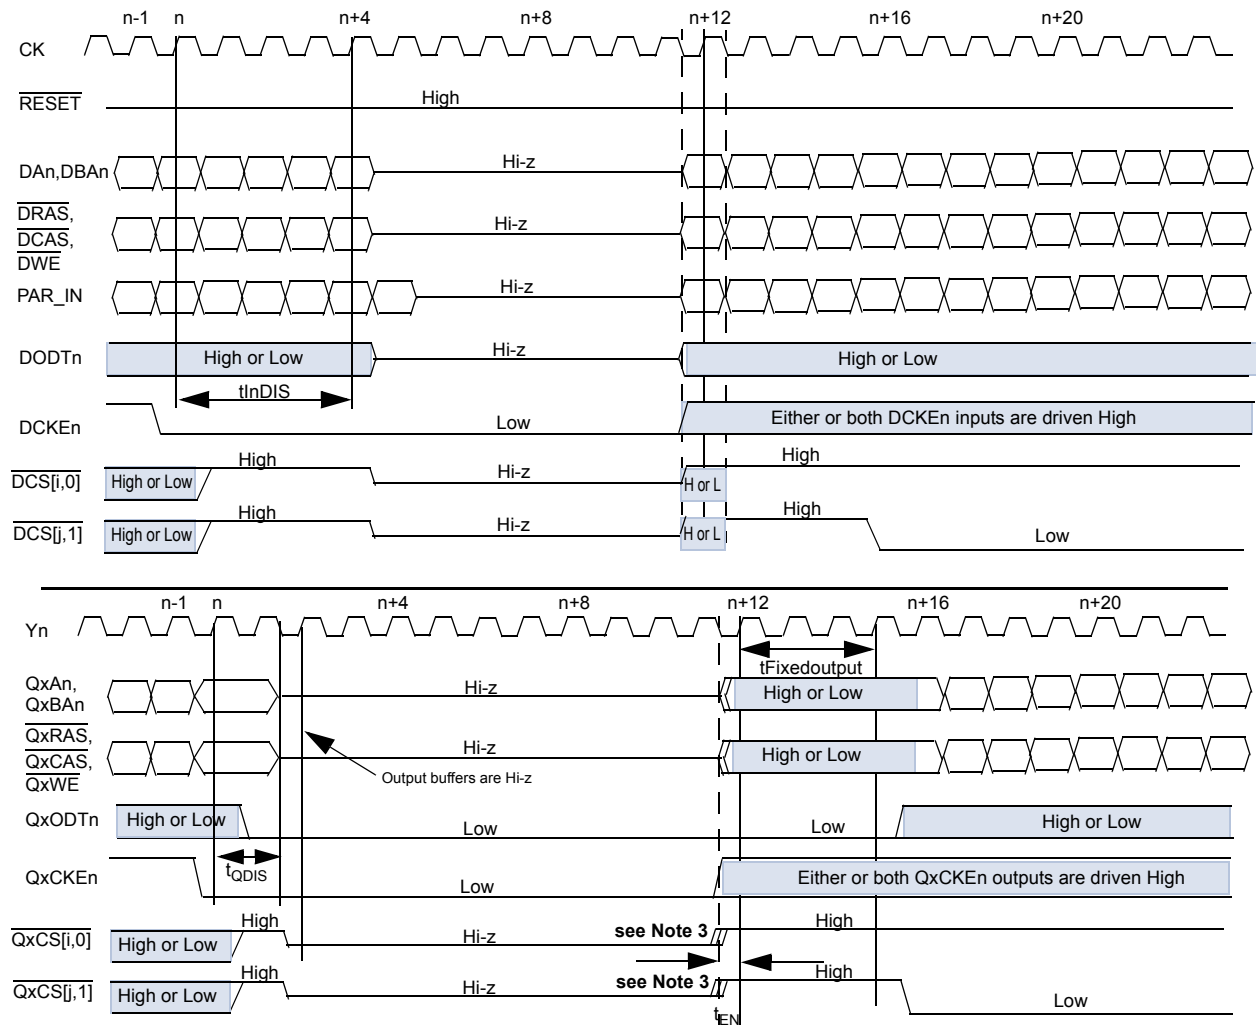 n-1 n n+4 n+8 n+12 n+16 n+20
CK
RESET High
DAn,DBAn Hi-z
DRAS,
DCAS, Hi-z
DWE
PAR_IN Hi-z
DODTn High or Low Hi-z High or Low
tInDIS
DCKEn Low Either or both DCKEn inputs are driven High
DCS[i,0] High or Low High Hi-z H or L High
DCS[j,1] High or Low High Hi-z H or L High Low
n-1 n n+4 n+8 n+12 n+16 n+20
Yn
tFixedoutput
QxAn,
QxBAn Hi-z High or Low
QxRAS,
QxCAS, Hi-z High or Low
QxWE
Output buffers are Hi-z
QxODTn High or Low Low Low High or Low
tQDIS
QxCKEn Low Either or both QxCKEn outputs are driven High
QxCS[i,0] High or Low High Hi-z see Note 3 High
QxCS[j,1] High or Low High Hi-z see Note 3 High Low
tEN